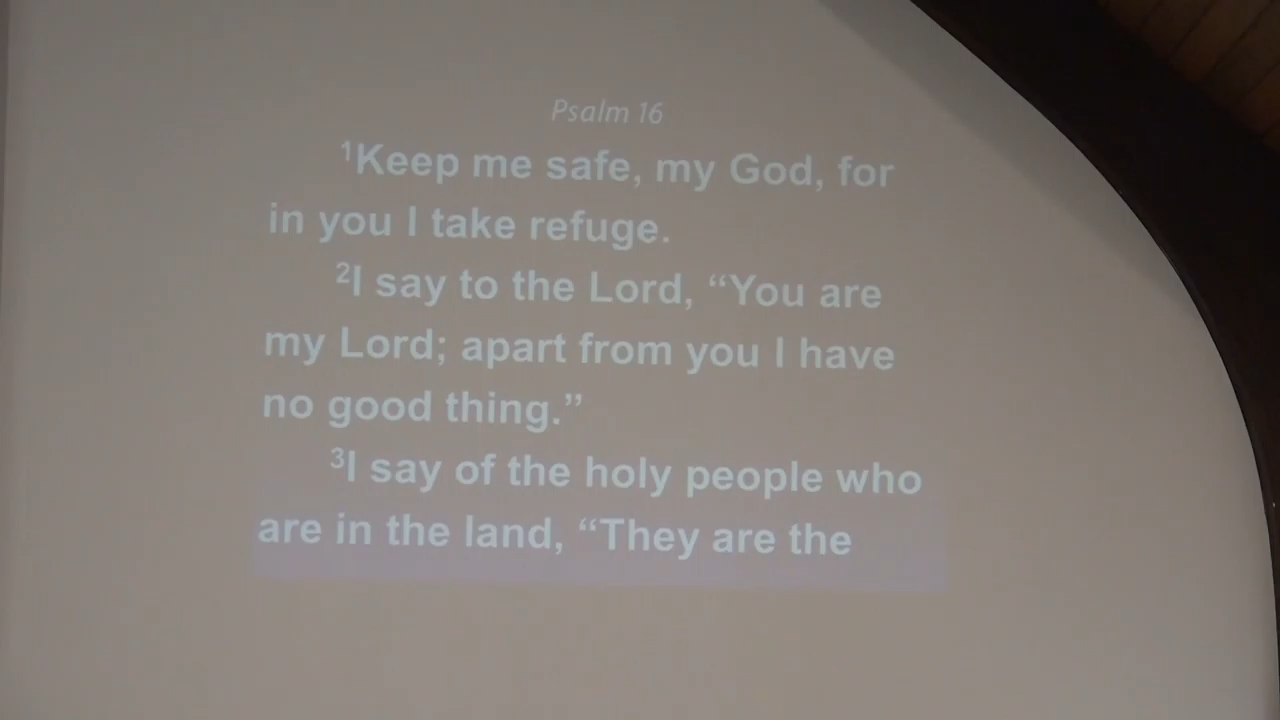 Psalm 16
¹Keep me safe, my God, for
in you I take refuge.
²I say to the Lord, “You are
my Lord; apart from you I have
no good thing.”
³I say of the holy people who
are in the land, “They are the